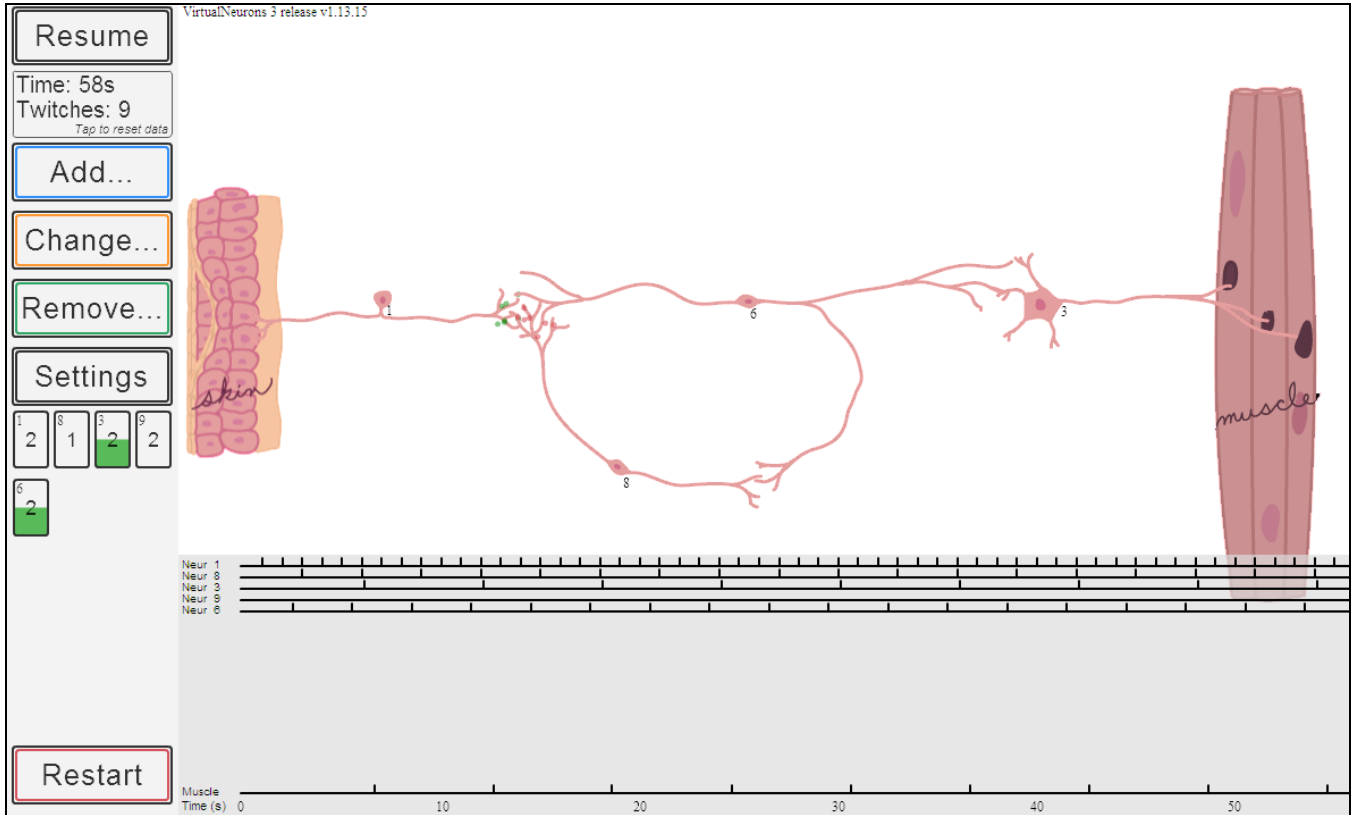 VirtualNeurons 3 release v1.13.15
Resume
Time: 58s
Twitches: 9
Tap to reset data
Add...
Change...
Remove...
Settings
1 2
8 1
3 2
9 2
6 2
Restart
skin
1
6
3
8
muscle
Neur 1
Neur 8
Neur 3
Neur 9
Neur 6
Muscle
Time (s) 0 10 20 30 40 50